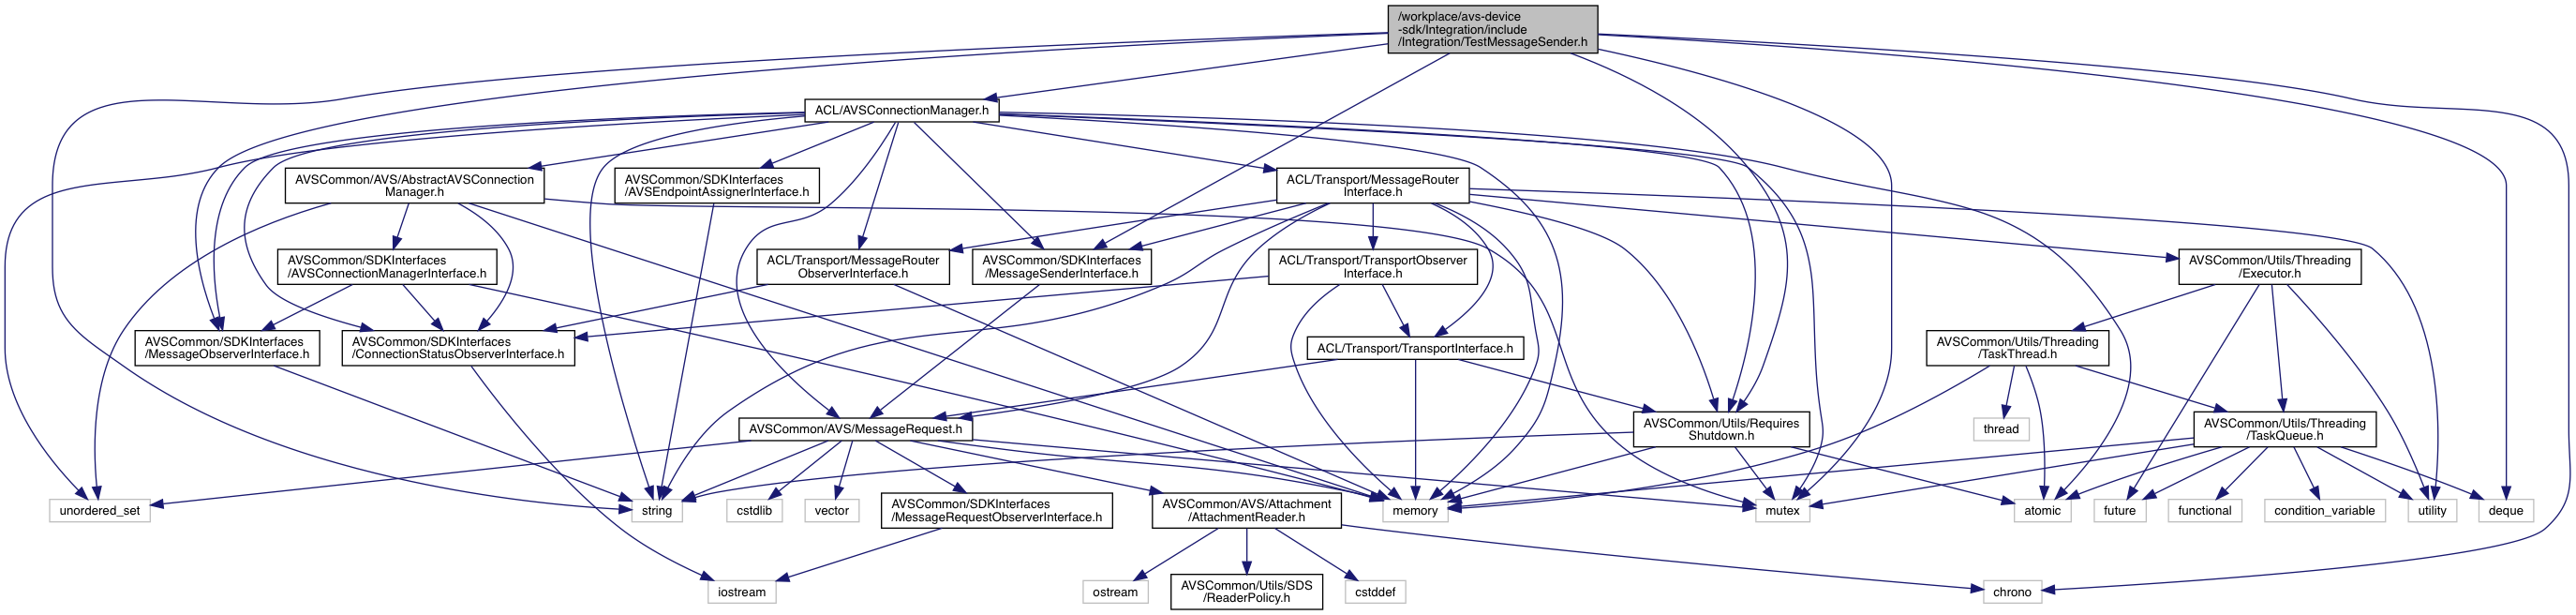 /workplace/avs-device
-sdk/Integration/include
/Integration/TestMessageSender.h
ACL/AVSConnectionManager.h
AVSCommon/AVS/AbstractAVSConnection
Manager.h
AVSCommon/SDKInterfaces
/AVSEndpointAssignerInterface.h
ACL/Transport/MessageRouter
Interface.h
AVSCommon/SDKInterfaces
/AVSConnectionManagerInterface.h
ACL/Transport/MessageRouter
ObserverInterface.h
AVSCommon/SDKInterfaces
/MessageSenderInterface.h
ACL/Transport/TransportObserver
Interface.h
AVSCommon/Utils/Threading
/Executor.h
AVSCommon/SDKInterfaces
/MessageObserverInterface.h
AVSCommon/SDKInterfaces
/ConnectionStatusObserverInterface.h
ACL/Transport/TransportInterface.h
AVSCommon/Utils/Threading
/TaskThread.h
AVSCommon/AVS/MessageRequest.h
AVSCommon/Utils/Requires
Shutdown.h
thread
AVSCommon/Utils/Threading
/TaskQueue.h
unordered_set
string
cstdlib
vector
AVSCommon/SDKInterfaces
/MessageRequestObserverInterface.h
AVSCommon/AVS/Attachment
/AttachmentReader.h
memory
mutex
atomic
future
functional
condition_variable
utility
deque
iostream
ostream
AVSCommon/Utils/SDS
/ReaderPolicy.h
cstddef
chrono